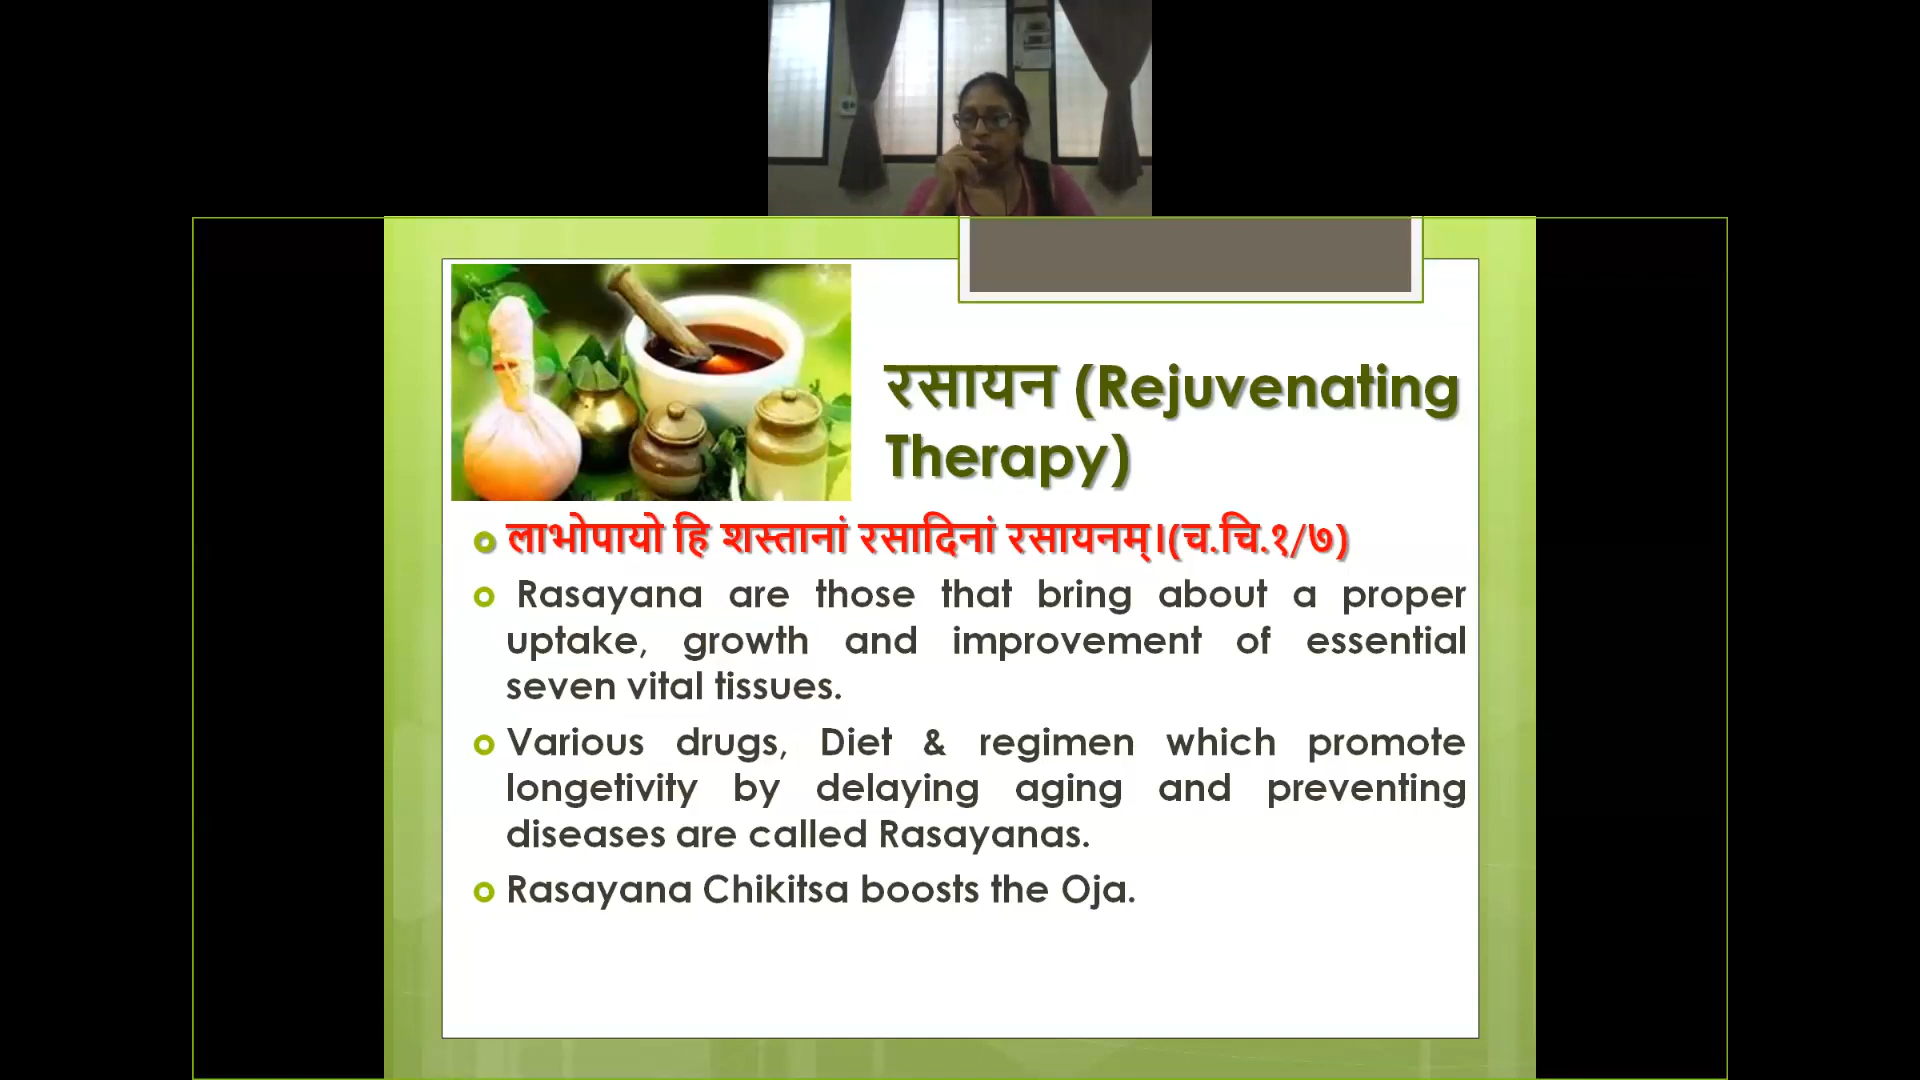 रसायन (Rejuvenating
Therapy)
लाभोपायो हि शस्तानां रसादिनां रसायनम्।(च.चि.१/७)
Rasayana are those that bring about a proper
uptake, growth and improvement of essential
seven vital tissues.
Various drugs, Diet & regimen which promote
longetivity by delaying aging and preventing
diseases are called Rasayanas.
Rasayana Chikitsa boosts the Oja.